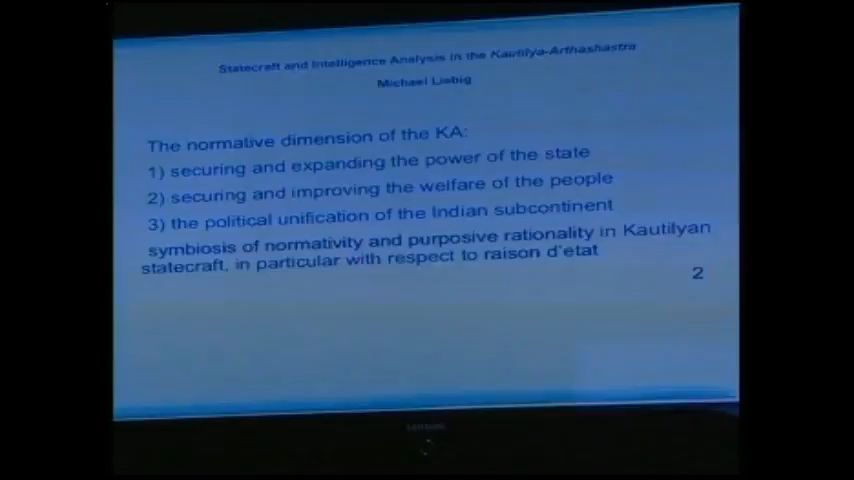 Statecraft and Intelligence Analysis in the Kautilya-Arthashastra
Michael Liebig
The normative dimension of the KA:
1) securing and expanding the power of the state
2) securing and improving the welfare of the people
3) the political unification of the Indian subcontinent
symbiosis of normativity and purposive rationality in Kautilyan
statecraft, in particular with respect to raison d'etat
2